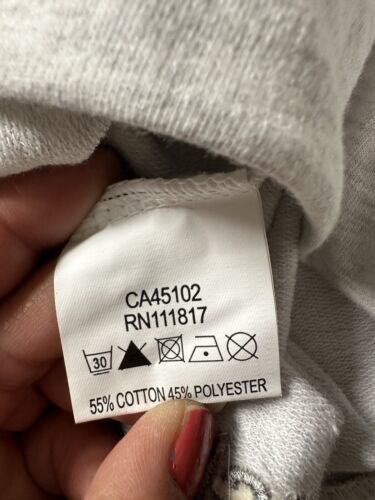 CA45102
RN111817
30
55% COTTON 45% POLYESTER